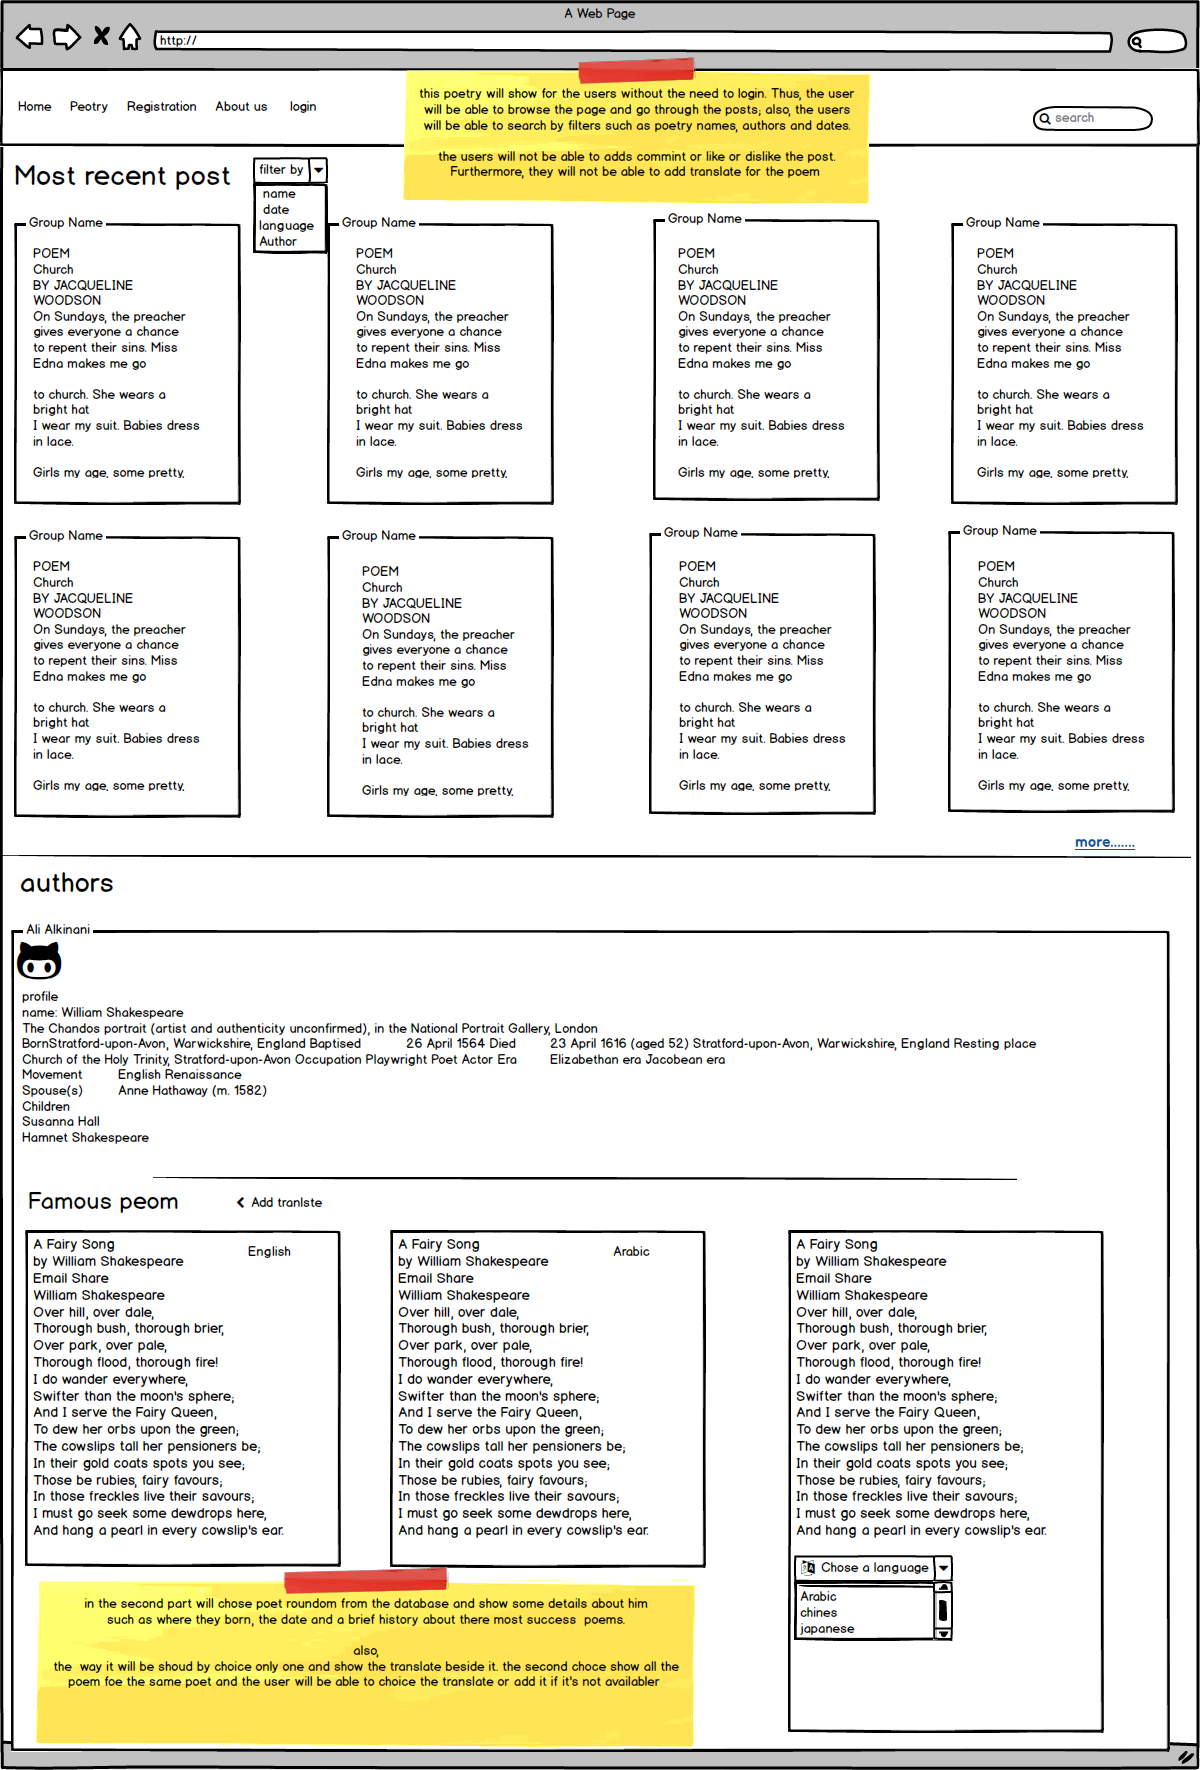 A Web Page
http://
Home Peotry Registration About us login
search
this poetry will show for the users without the need to login. Thus, the user
will be able to browse the page and go through the posts; also, the users
will be able to search by filters such as poetry names, authors and dates.
the users will not be able to adds commint or like or dislike the post.
Furthermore, they will not be able to add translate for the poem
Most recent post
filter by
name
date
language
Author
Group Name
POEM
Church
BY JACQUELINE
WOODSON
On Sundays, the preacher
gives everyone a chance
to repent their sins. Miss
Edna makes me go
to church. She wears a
bright hat
I wear my suit. Babies dress
in lace.
Girls my age, some pretty,
Group Name
POEM
Church
BY JACQUELINE
WOODSON
On Sundays, the preacher
gives everyone a chance
to repent their sins. Miss
Edna makes me go
to church. She wears a
bright hat
I wear my suit. Babies dress
in lace.
Girls my age, some pretty,
Group Name
POEM
Church
BY JACQUELINE
WOODSON
On Sundays, the preacher
gives everyone a chance
to repent their sins. Miss
Edna makes me go
to church. She wears a
bright hat
I wear my suit. Babies dress
in lace.
Girls my age, some pretty,
Group Name
POEM
Church
BY JACQUELINE
WOODSON
On Sundays, the preacher
gives everyone a chance
to repent their sins. Miss
Edna makes me go
to church. She wears a
bright hat
I wear my suit. Babies dress
in lace.
Girls my age, some pretty,
Group Name
POEM
Church
BY JACQUELINE
WOODSON
On Sundays, the preacher
gives everyone a chance
to repent their sins. Miss
Edna makes me go
to church. She wears a
bright hat
I wear my suit. Babies dress
in lace.
Girls my age, some pretty,
Group Name
POEM
Church
BY JACQUELINE
WOODSON
On Sundays, the preacher
gives everyone a chance
to repent their sins. Miss
Edna makes me go
to church. She wears a
bright hat
I wear my suit. Babies dress
in lace.
Girls my age, some pretty,
Group Name
POEM
Church
BY JACQUELINE
WOODSON
On Sundays, the preacher
gives everyone a chance
to repent their sins. Miss
Edna makes me go
to church. She wears a
bright hat
I wear my suit. Babies dress
in lace.
Girls my age, some pretty,
Group Name
POEM
Church
BY JACQUELINE
WOODSON
On Sundays, the preacher
gives everyone a chance
to repent their sins. Miss
Edna makes me go
to church. She wears a
bright hat
I wear my suit. Babies dress
in lace.
Girls my age, some pretty,
more.......
authors
Ali Alkinani
profile
name: William Shakespeare
The Chandos portrait (artist and authenticity unconfirmed), in the National Portrait Gallery, London
BornStratford-upon-Avon, Warwickshire, England Baptised 26 April 1564 Died 23 April 1616 (aged 52) Stratford-upon-Avon, Warwickshire, England Resting place
Church of the Holy Trinity, Stratford-upon-Avon Occupation Playwright Poet Actor Era Elizabethan era Jacobean era
Movement English Renaissance
Spouse(s) Anne Hathaway (m. 1582)
Children
Susanna Hall
Hamnet Shakespeare
Famous peom
Add tranlste
A Fairy Song
English
by William Shakespeare
Email Share
William Shakespeare
Over hill, over dale,
Thorough bush, thorough brier,
Over park, over pale,
Thorough flood, thorough fire!
I do wander everywhere,
Swifter than the moon's sphere;
And I serve the Fairy Queen,
To dew her orbs upon the green;
The cowslips tall her pensioners be;
In their gold coats spots you see;
Those be rubies, fairy favours;
In those freckles live their savours;
I must go seek some dewdrops here,
And hang a pearl in every cowslip's ear.
A Fairy Song
Arabic
by William Shakespeare
Email Share
William Shakespeare
Over hill, over dale,
Thorough bush, thorough brier,
Over park, over pale,
Thorough flood, thorough fire!
I do wander everywhere,
Swifter than the moon's sphere;
And I serve the Fairy Queen,
To dew her orbs upon the green;
The cowslips tall her pensioners be;
In their gold coats spots you see;
Those be rubies, fairy favours;
In those freckles live their savours;
I must go seek some dewdrops here,
And hang a pearl in every cowslip's ear.
A Fairy Song
by William Shakespeare
Email Share
William Shakespeare
Over hill, over dale,
Thorough bush, thorough brier,
Over park, over pale,
Thorough flood, thorough fire!
I do wander everywhere,
Swifter than the moon's sphere;
And I serve the Fairy Queen,
To dew her orbs upon the green;
The cowslips tall her pensioners be;
In their gold coats spots you see;
Those be rubies, fairy favours;
In those freckles live their savours;
I must go seek some dewdrops here,
And hang a pearl in every cowslip's ear.
Chose a language
Arabic
chines
japanese
in the second part will chose poet roundom from the database and show some details about him
such as where they born, the date and a brief history about there most success poems.
also,
the way it will be shoud by choice only one and show the translate beside it. the second choce show all the
poem foe the same poet and the user will be able to choice the translate or add it if it's not availabler